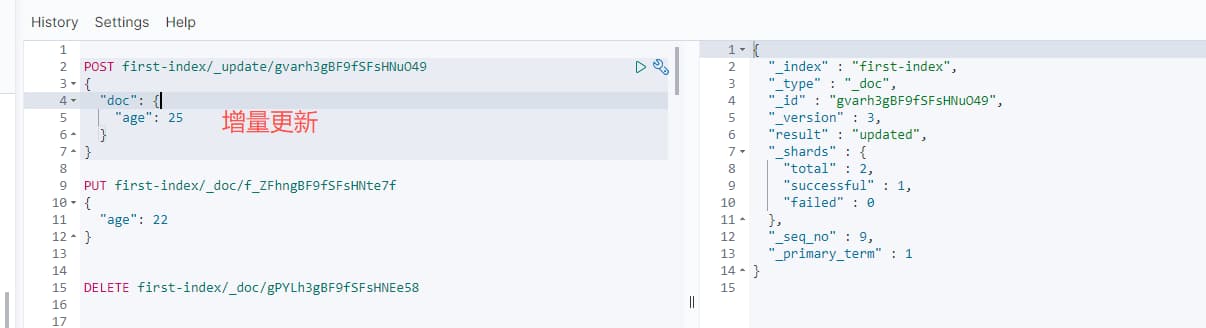 History Settings Help
1
2 POST first-index/_update/gvarh3gBF9fSFsHNuO49
3 {
4 "doc": {
5 "age": 25 增量更新
6 }
7 }
8
9 PUT first-index/_doc/f_ZFhngBF9fSFsHNte7f
10 {
11 "age": 22
12 }
13
14
15 DELETE first-index/_doc/gPYLh3gBF9fSFsHNEe58
16
17
1 {
2 "_index" : "first-index",
3 "_type" : "_doc",
4 "_id" : "gvarh3gBF9fSFsHNuO49",
5 "_version" : 3,
6 "result" : "updated",
7 "_shards" : {
8 "total" : 2,
9 "successful" : 1,
10 "failed" : 0
11 },
12 "_seq_no" : 9,
13 "_primary_term" : 1
14 }
15